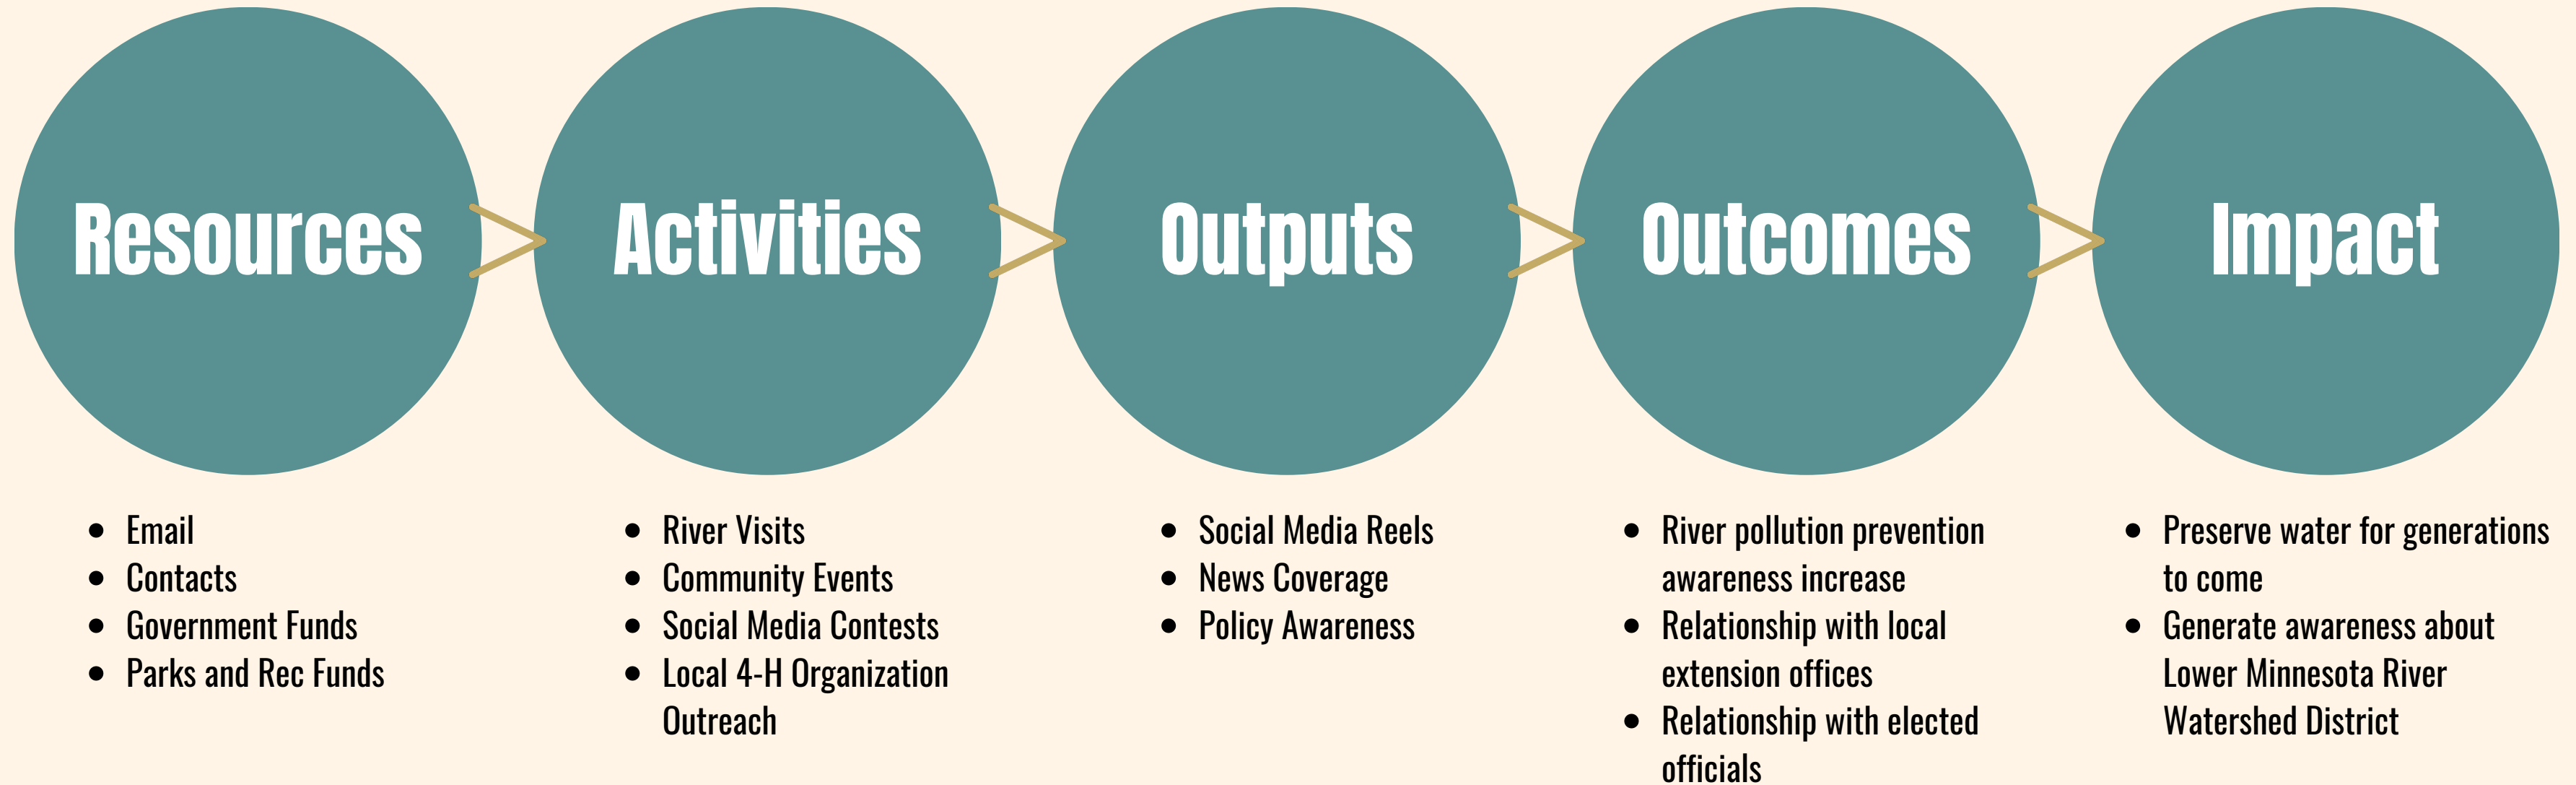 Resources
Activities
Outputs
Outcomes
Impact
• Email
• Contacts
• Government Funds
• Parks and Rec Funds
• River Visits
• Community Events
• Social Media Contests
• Local 4-H Organization
Outreach
• Social Media Reels
• News Coverage
• Policy Awareness
• River pollution prevention
awareness increase
• Relationship with local
extension offices
• Relationship with elected
officials
• Preserve water for generations
to come
• Generate awareness about
Lower Minnesota River
Watershed District